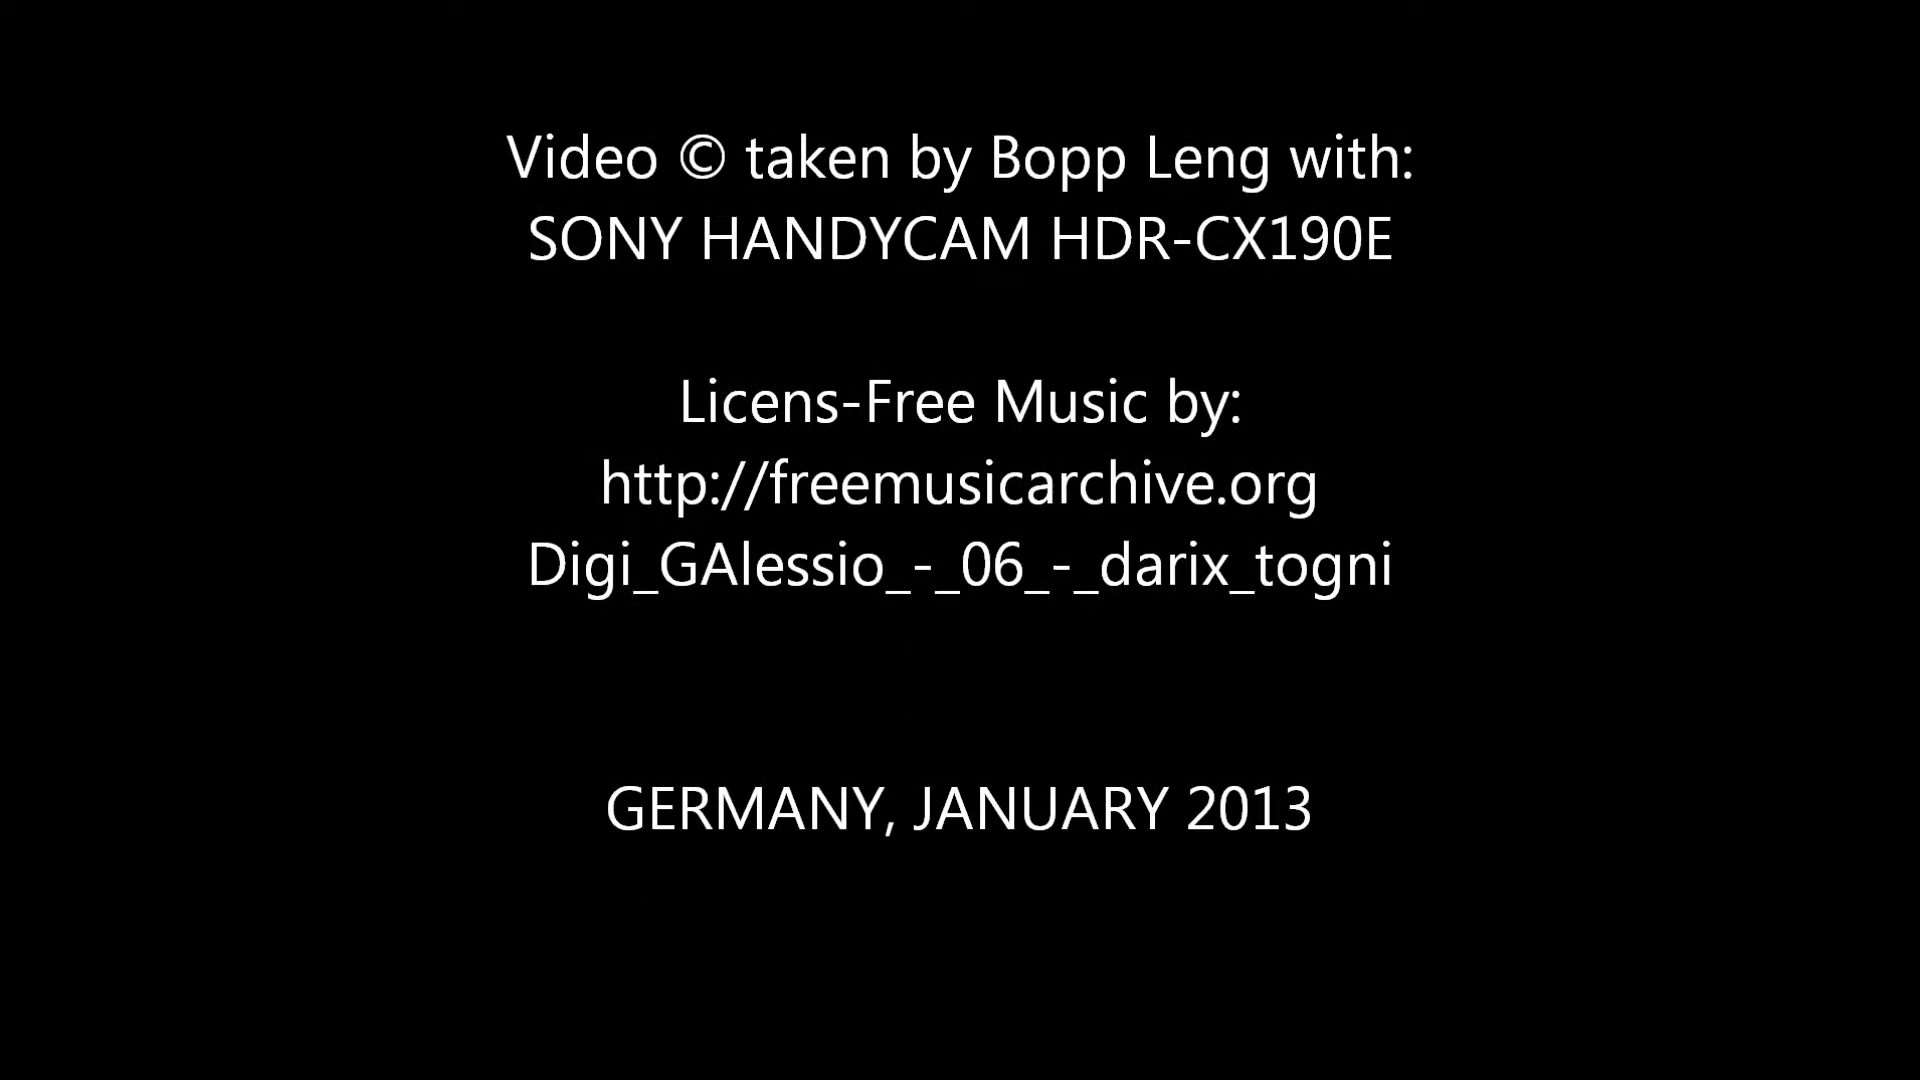 Video © taken by Bopp Leng with:
SONY HANDYCAM HDR-CX190E
Licens-Free Music by:
http://freemusicarchive.org
Digi_GAlessio_-_06_-_darix_togni
GERMANY, JANUARY 2013